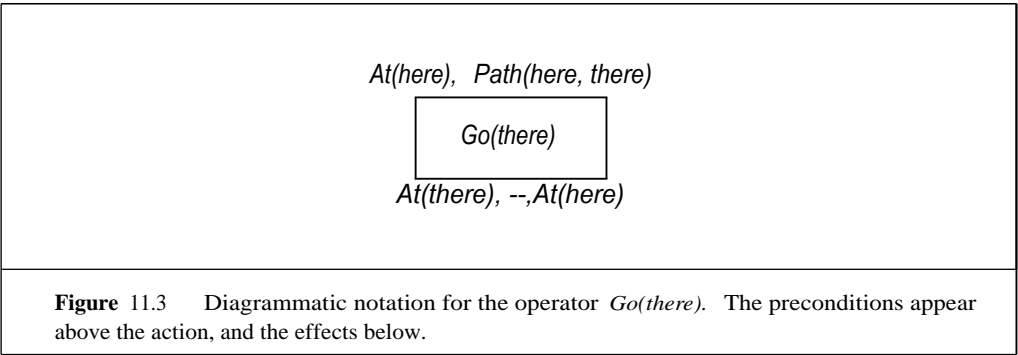 At(here), Path(here, there)
Go(there)
At(there), --,At(here)
Figure 11.3 Diagrammatic notation for the operator Go(there). The preconditions appear
above the action, and the effects below.